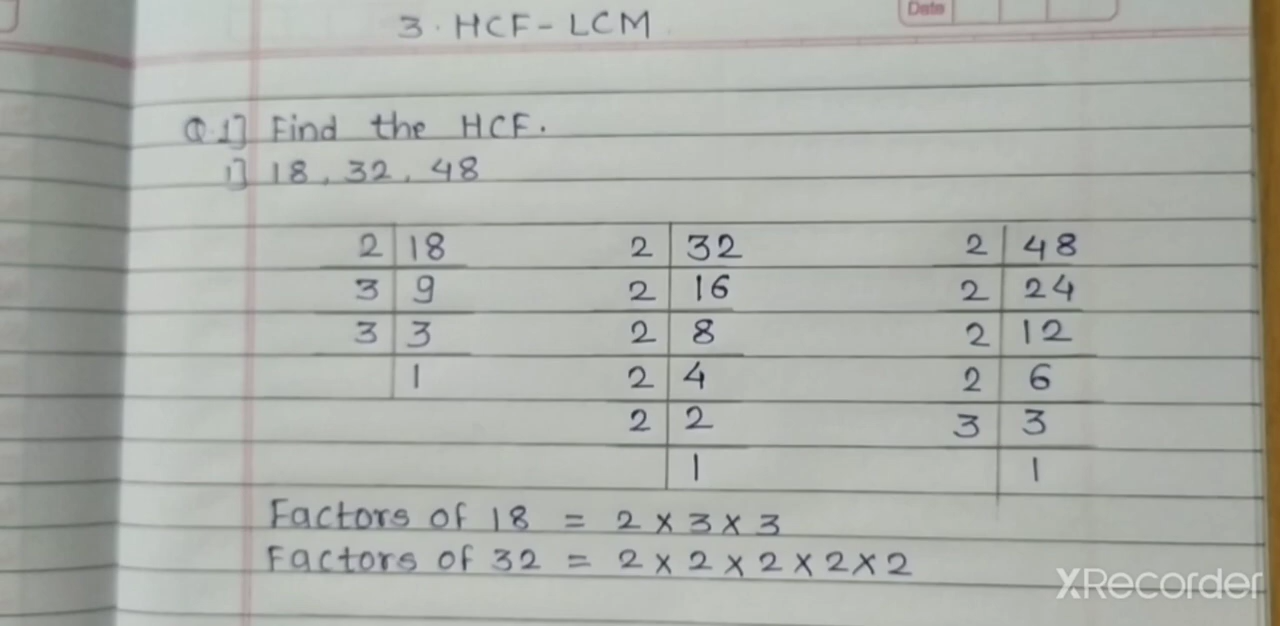 Date
3. HCF - LCM
Q.1] Find the HCF.
1] 18, 32, 48
2 | 18 2 | 32 2 | 48
3 | 9 2 | 16 2 | 24
3 | 3 2 | 8 2 | 12
| 1 2 | 4 2 | 6
2 | 2 3 | 3
| 1 | 1
Factors of 18 = 2 × 3 × 3
Factors of 32 = 2 × 2 × 2 × 2 × 2
XRecorder